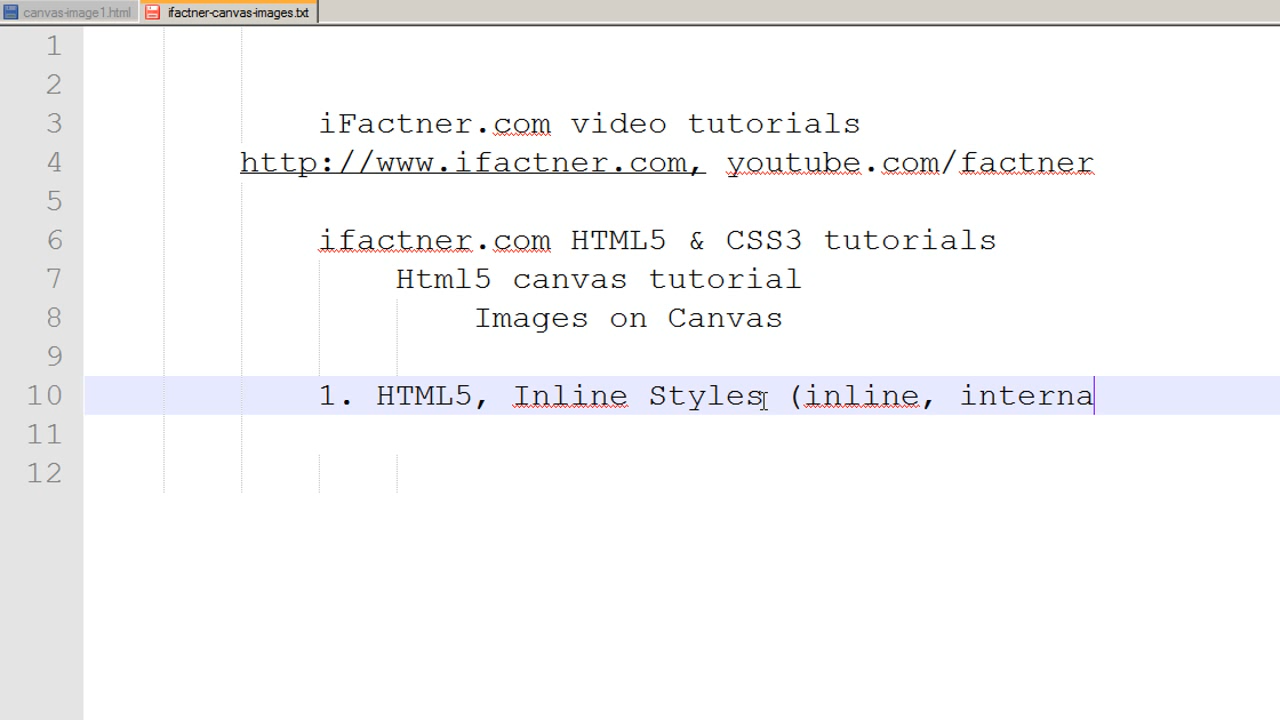 canvas-image1.html ifactner-canvas-images.txt
1
2
3 iFactner.com video tutorials
4 http://www.ifactner.com, youtube.com/factner
5
6 ifactner.com HTML5 & CSS3 tutorials
7 Html5 canvas tutorial
8 Images on Canvas
9
10 1. HTML5, Inline Styles (inline, interna
11
12